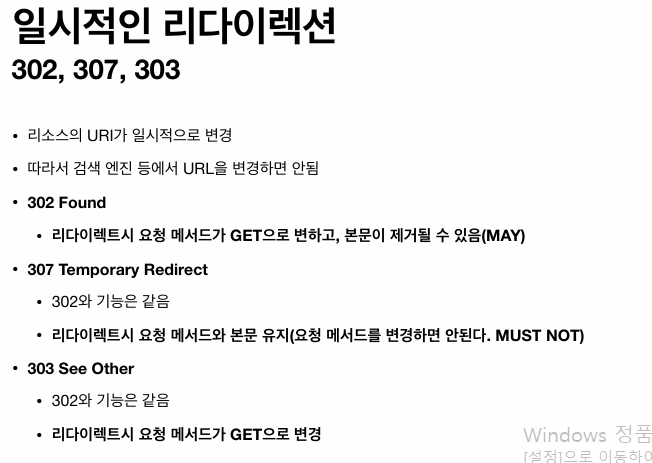 일시적인 리다이렉션
302, 307, 303
• 리소스의 URI가 일시적으로 변경
• 따라서 검색 엔진 등에서 URL을 변경하면 안됨
• 302 Found
• 리다이렉트시 요청 메서드가 GET으로 변하고, 본문이 제거될 수 있음(MAY)
• 307 Temporary Redirect
• 302와 기능은 같음
• 리다이렉트시 요청 메서드와 본문 유지(요청 메서드를 변경하면 안된다. MUST NOT)
• 303 See Other
• 302와 기능은 같음
• 리다이렉트시 요청 메서드가 GET으로 변경
Windows 정품
[설정]으로 이동하여